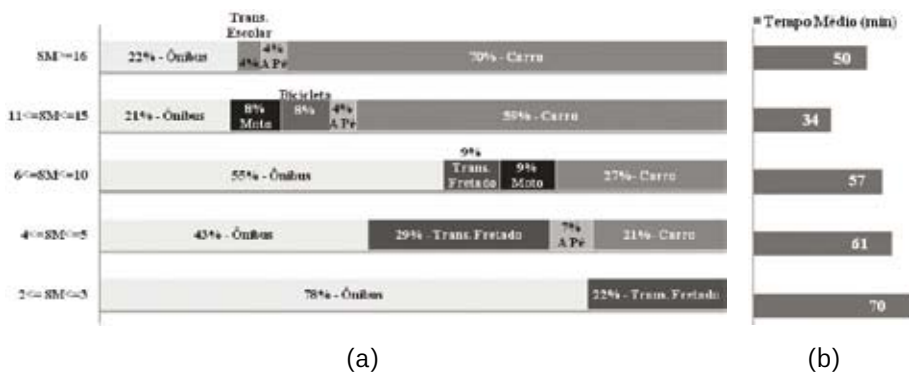 Trans.
Escolar
SM>=16
22% - Ônibus
4%
4%
A Pé
70% - Carro
Bicicleta
11<=SM<=15
21% - Ônibus
8%
Moto
8%
4%
A Pé
59% - Carro
9%
6<=SM<=10
55% - Ônibus
Trans.
Fretado
9%
Moto
27% - Carro
4<=SM<=5
43% - Ônibus
29% - Trans. Fretado
7%
A Pé
21% - Carro
2<=SM<=3
78% - Ônibus
22% - Trans. Fretado
(a)
Tempo Médio (min)
50
34
57
61
70
(b)